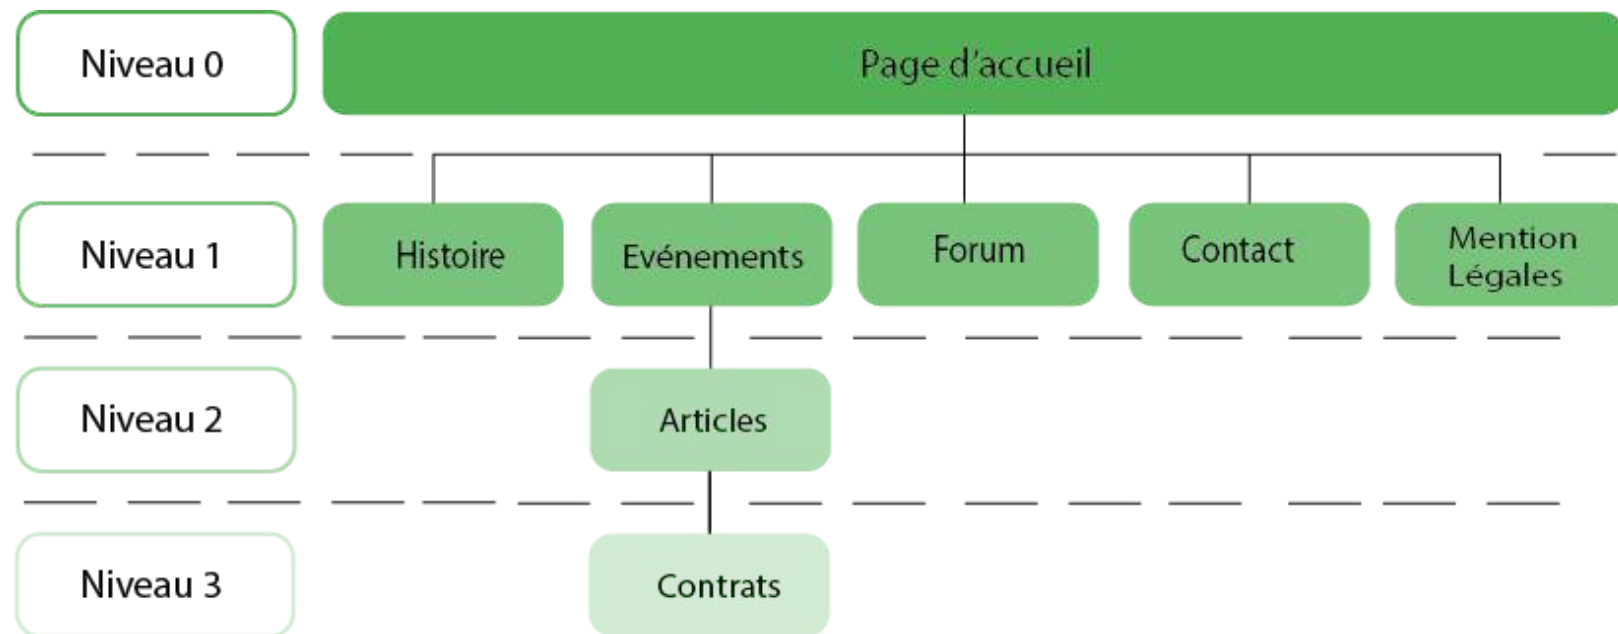 Niveau 0
Page d'accueil
Niveau 1
Histoire
Evénements
Forum
Contact
Mention
Légales
Niveau 2
Articles
Niveau 3
Contrats